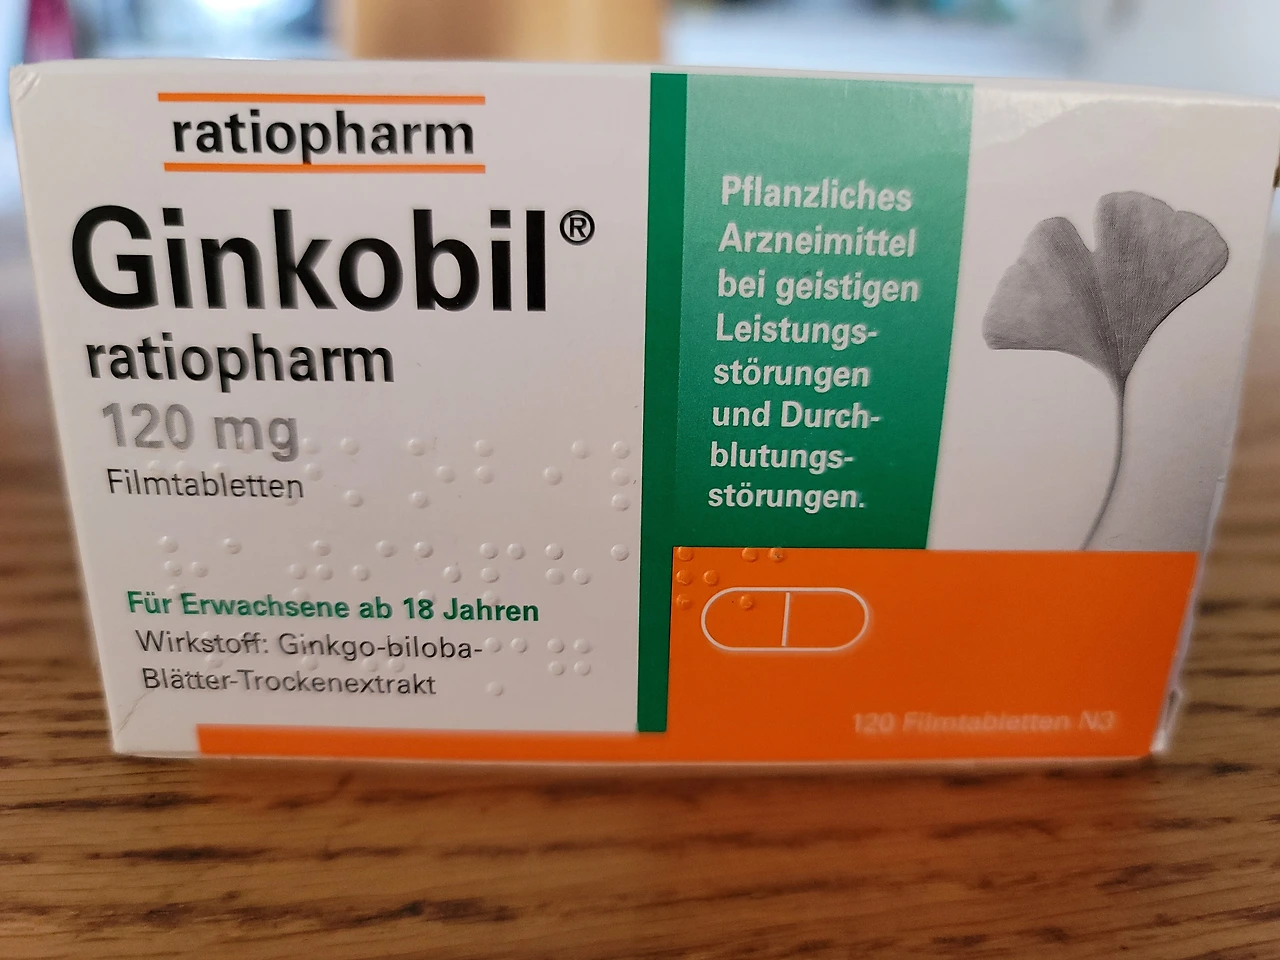 ratiopharm
Ginkobil®
ratiopharm
120 mg
Filmtabletten
Für Erwachsene ab 18 Jahren
Wirkstoff: Ginkgo-biloba-
Blätter-Trockenextrakt
Pflanzliches
Arzneimittel
bei geistigen
Leistungs-
störungen
und Durch-
blutungs-
störungen.
120 Filmtabletten N3